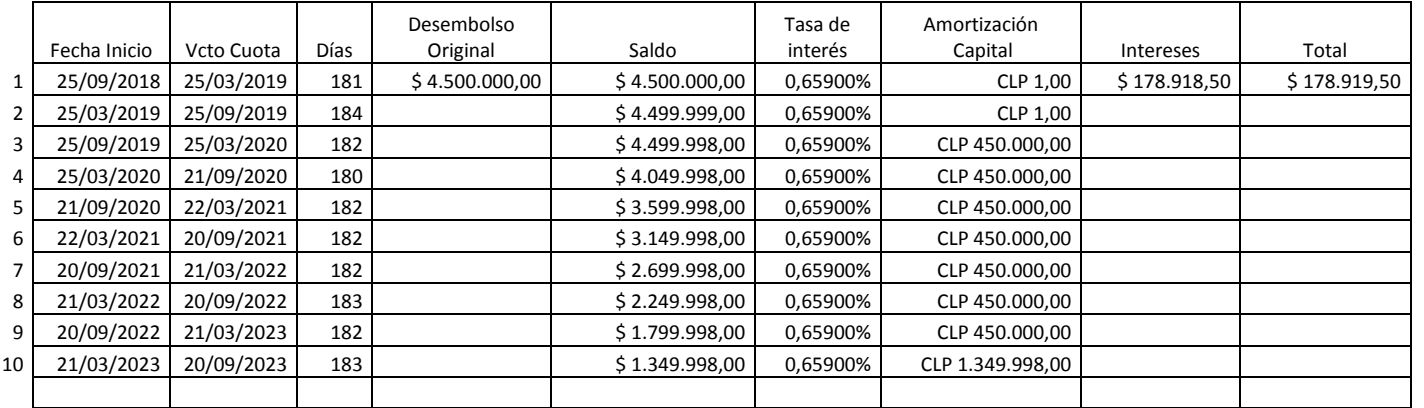 Fecha Inicio Vcto Cuota Días Desembolso Original Saldo Tasa de interés Amortización Capital Intereses Total
1 25/09/2018 25/03/2019 181 $ 4.500.000,00 $ 4.500.000,00 0,65900% CLP 1,00 $ 178.918,50 $ 178.919,50
2 25/03/2019 25/09/2019 184 $ 4.499.999,00 0,65900% CLP 1,00
3 25/09/2019 25/03/2020 182 $ 4.499.998,00 0,65900% CLP 450.000,00
4 25/03/2020 21/09/2020 180 $ 4.049.998,00 0,65900% CLP 450.000,00
5 21/09/2020 22/03/2021 182 $ 3.599.998,00 0,65900% CLP 450.000,00
6 22/03/2021 20/09/2021 182 $ 3.149.998,00 0,65900% CLP 450.000,00
7 20/09/2021 21/03/2022 182 $ 2.699.998,00 0,65900% CLP 450.000,00
8 21/03/2022 20/09/2022 183 $ 2.249.998,00 0,65900% CLP 450.000,00
9 20/09/2022 21/03/2023 182 $ 1.799.998,00 0,65900% CLP 450.000,00
10 21/03/2023 20/09/2023 183 $ 1.349.998,00 0,65900% CLP 1.349.998,00